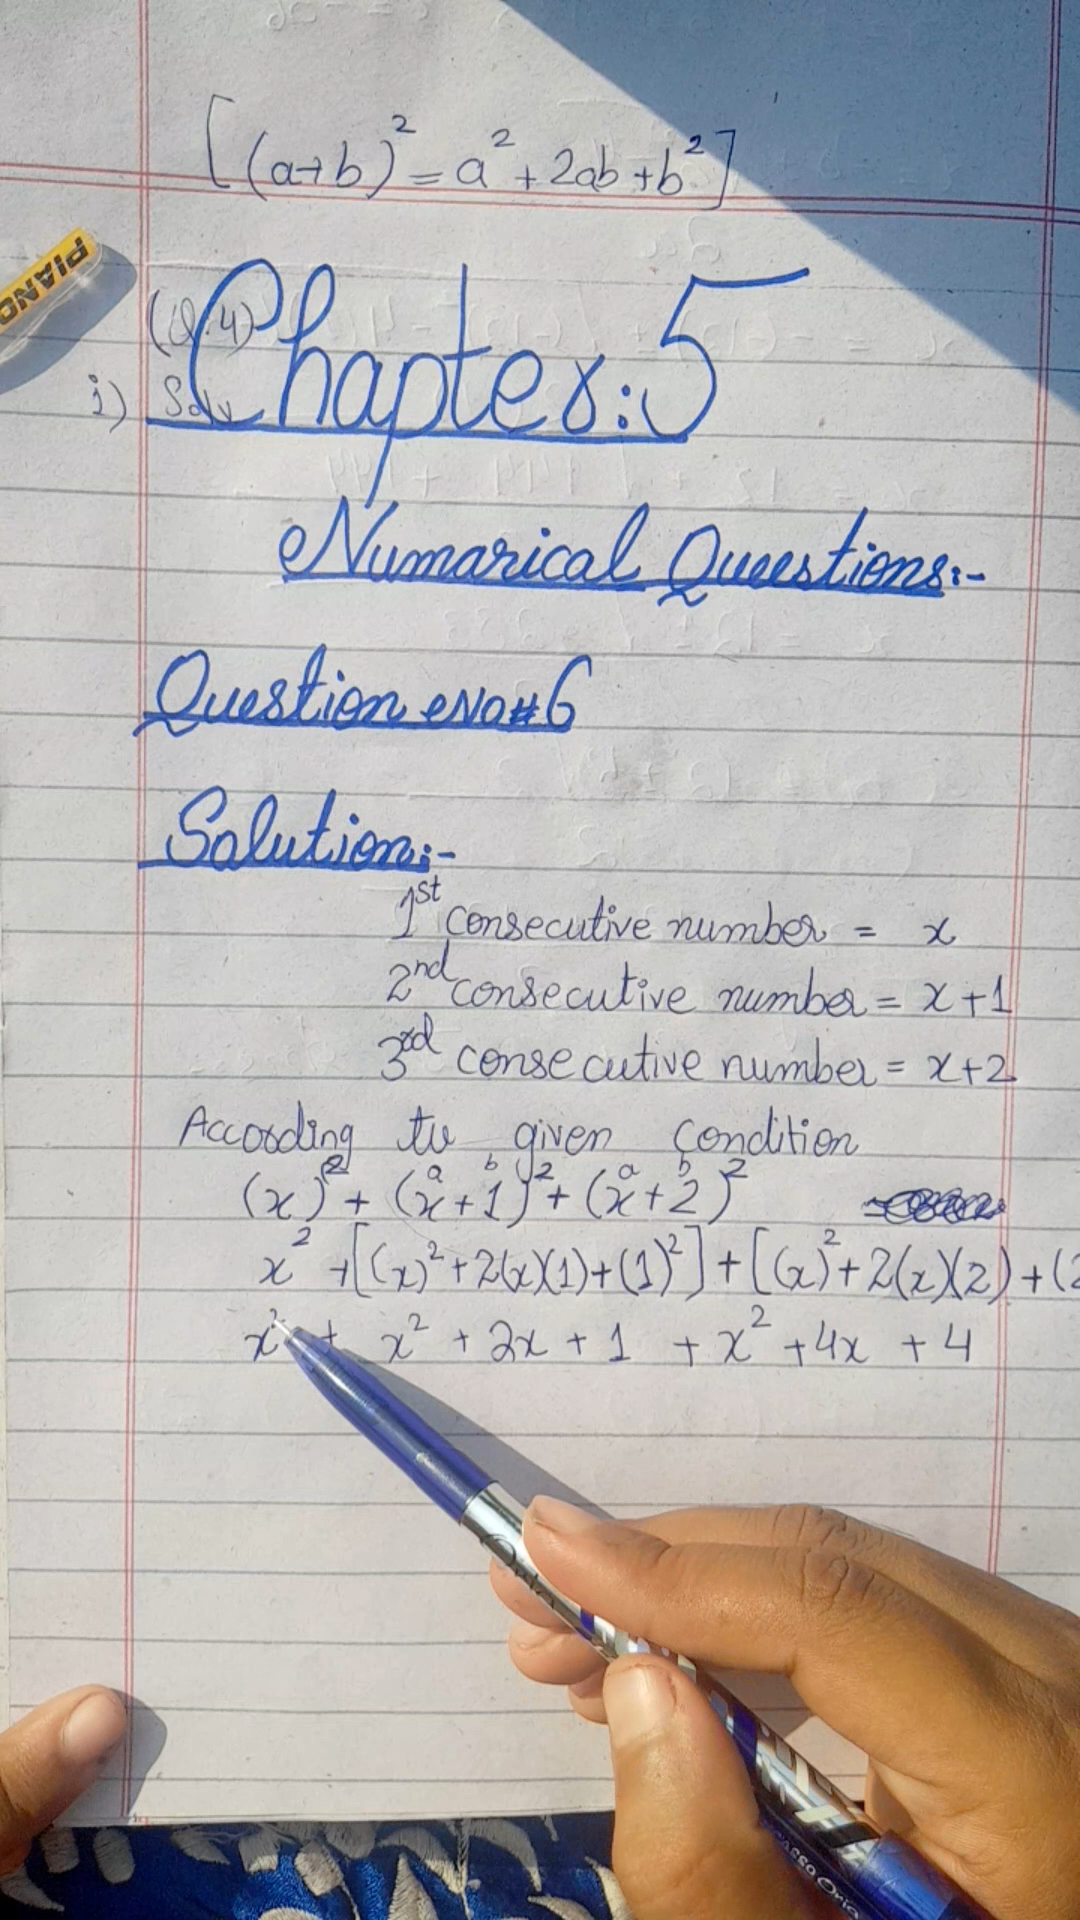 [(a+b)² = a² + 2ab + b²]
PIANO
(Q.4)
Chapter:5
i)
Numarical Queestions:-
Question No#6
Solution:-
1st consecutive number = x
2nd consecutive number = x+1
3rd consecutive number = x+2
According to given condition
a b a b
(x)² + (x+1)² + (x+2)²
x² + [(x)²+2(x)(1)+(1)²] + [(x)²+2(x)(2)+(2
x² + x² + 2x + 1 + x² + 4x + 4